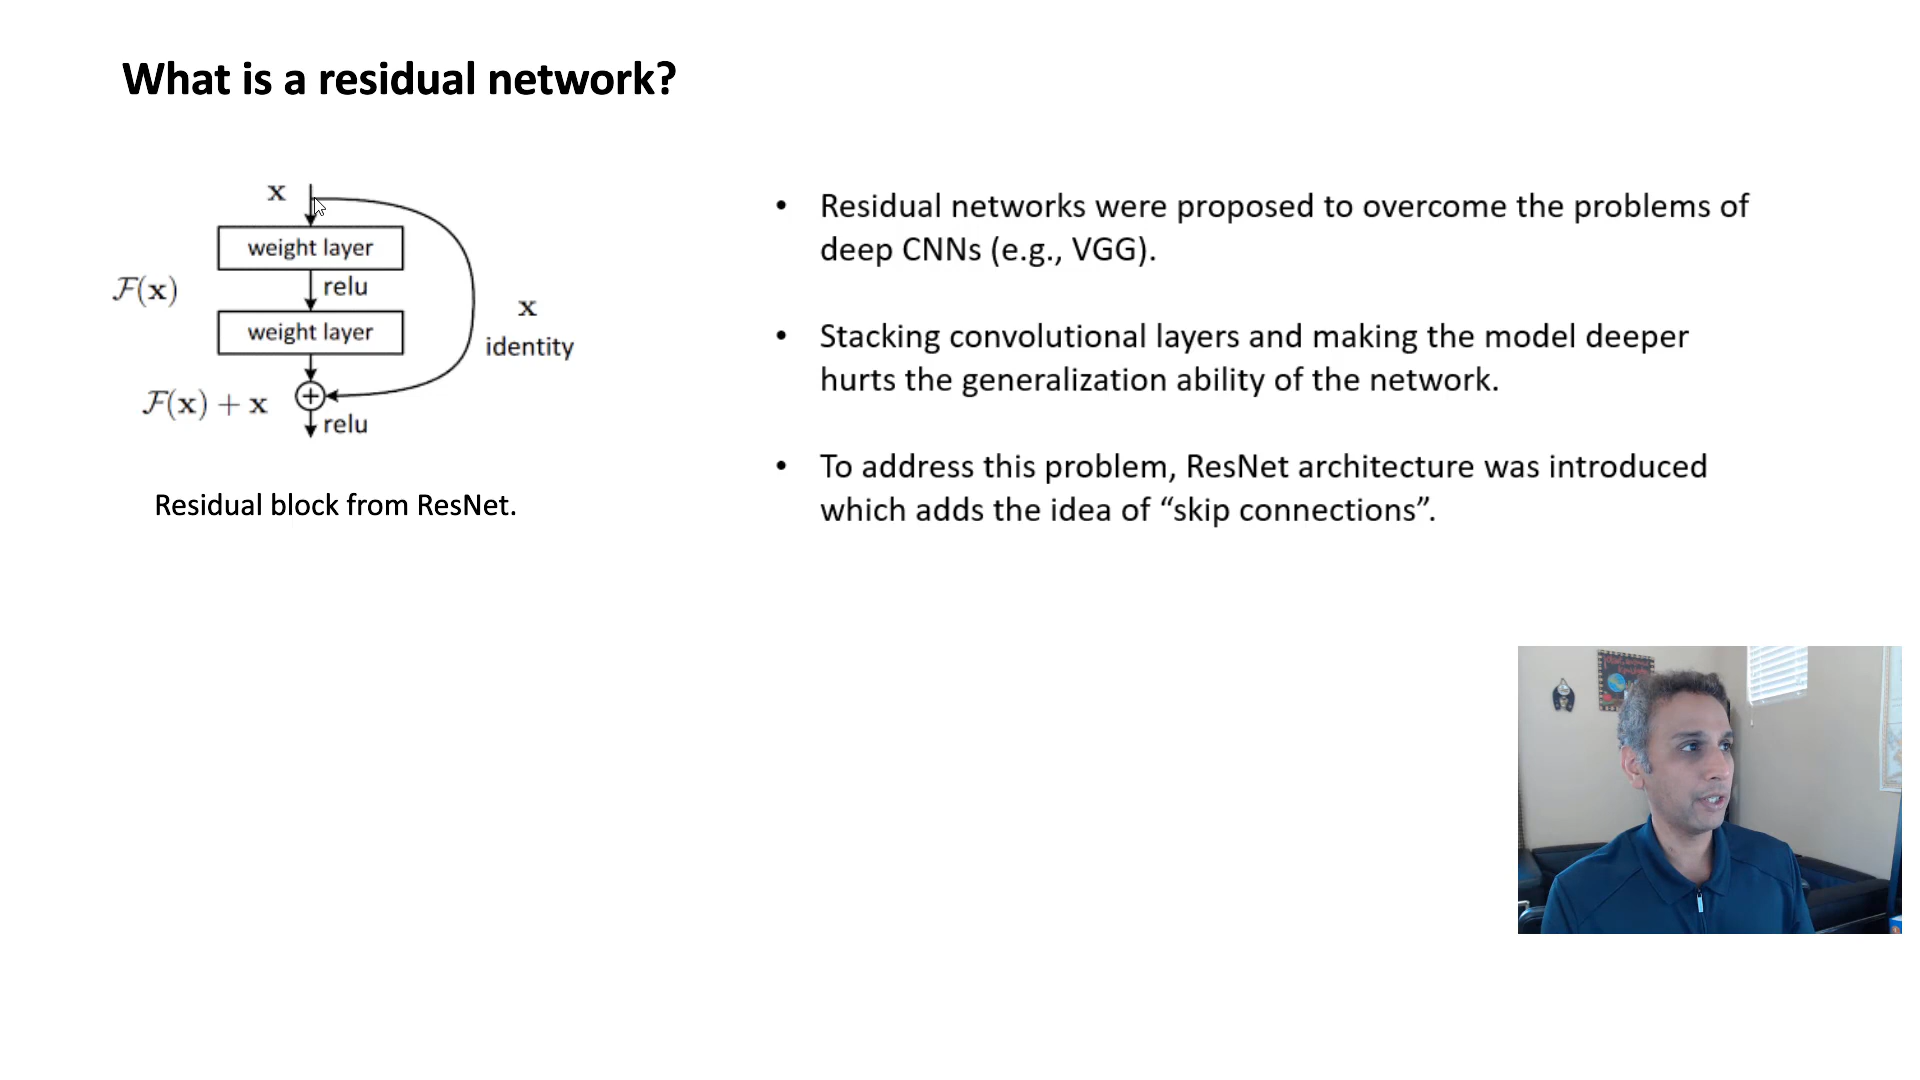 What is a residual network?
x
weight layer
F(x)
relu
x
weight layer
identity
F(x) + x
relu
Residual block from ResNet.
• Residual networks were proposed to overcome the problems of
deep CNNs (e.g., VGG).
• Stacking convolutional layers and making the model deeper
hurts the generalization ability of the network.
• To address this problem, ResNet architecture was introduced
which adds the idea of “skip connections”.